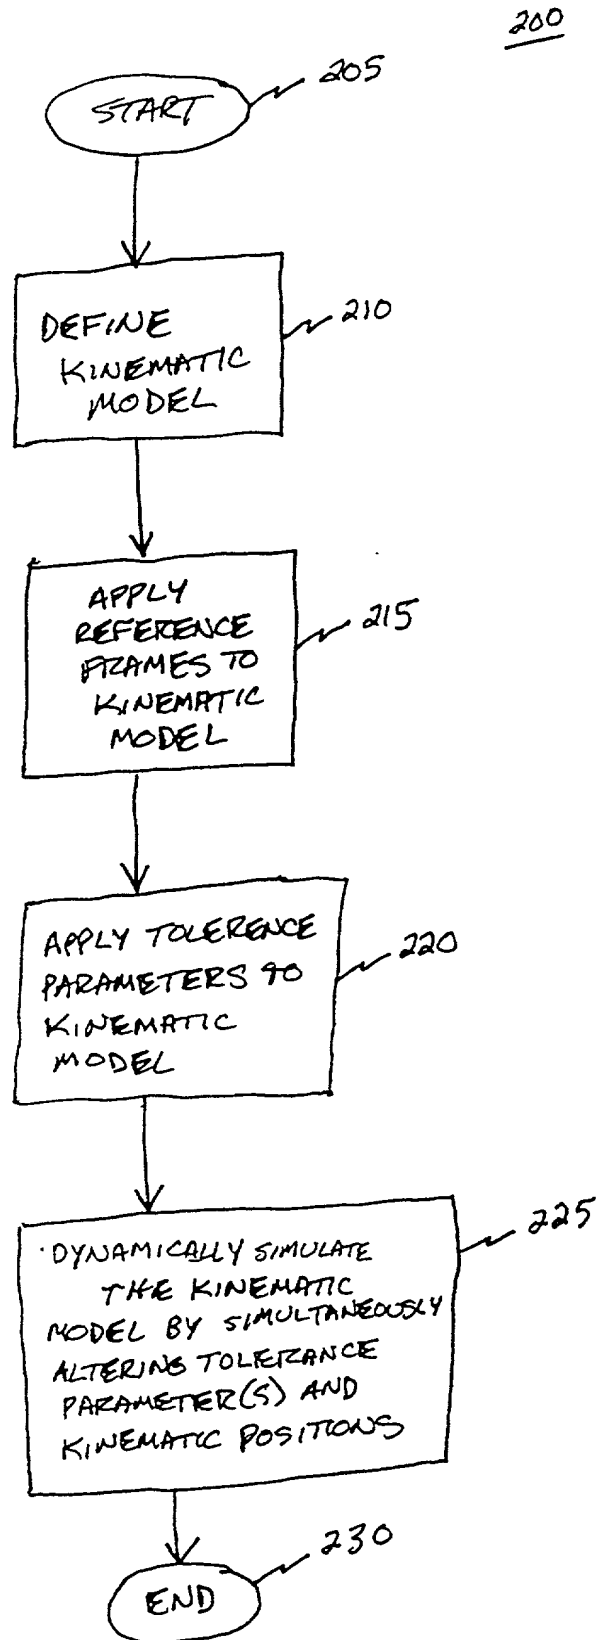 200
205
START
210
DEFINE
KINEMATIC
MODEL
215
APPLY
REFERENCE
FRAMES TO
KINEMATIC
MODEL
220
APPLY TOLERENCE
PARAMETERS TO
KINEMATIC
MODEL
225
DYNAMICALLY SIMULATE
THE KINEMATIC
MODEL BY SIMULTANEOUSLY
ALTERING TOLERANCE
PARAMETER(S) AND
KINEMATIC POSITIONS
230
END